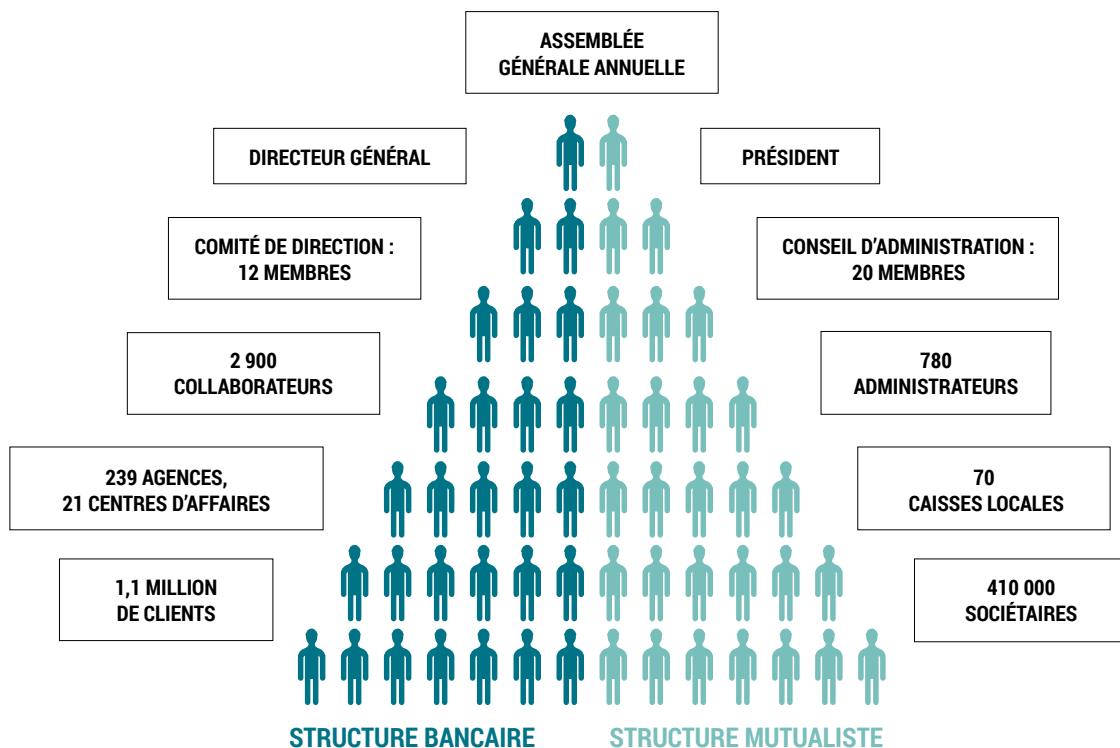 ASSEMBLÉE
GÉNÉRALE ANNUELLE
DIRECTEUR GÉNÉRAL
PRÉSIDENT
COMITÉ DE DIRECTION :
12 MEMBRES
CONSEIL D'ADMINISTRATION :
20 MEMBRES
2 900
COLLABORATEURS
780
ADMINISTRATEURS
239 AGENCES,
21 CENTRES D'AFFAIRES
70
CAISSES LOCALES
1,1 MILLION
DE CLIENTS
410 000
SOCIÉTAIRES
STRUCTURE BANCAIRE
STRUCTURE MUTUALISTE